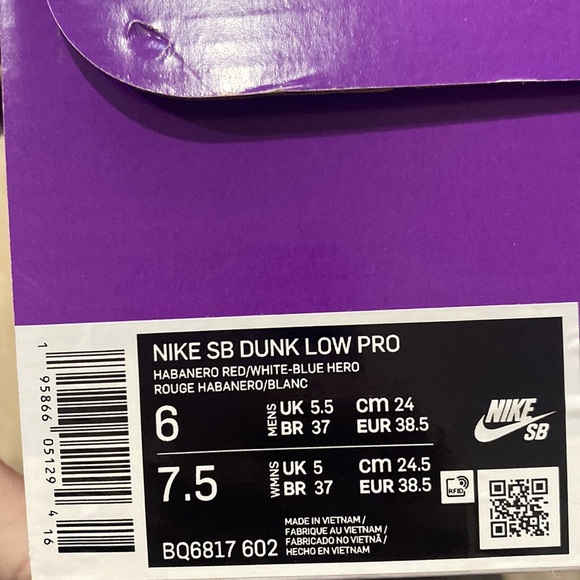 NIKE SB DUNK LOW PRO
HABANERO RED/WHITE-BLUE HERO
ROUGE HABANERO/BLANC
6 MENS UK 5.5 cm 24
BR 37 EUR 38.5
7.5 WMNS UK 5 cm 24.5
BR 37 EUR 38.5
NIKE
SB
RFID
MADE IN VIETNAM /
FABRIQUE AU VIETNAM /
FABRICADO NO VIETNÃ /
HECHO EN VIETNAM
BQ6817 602
1 95866 05129 4 16